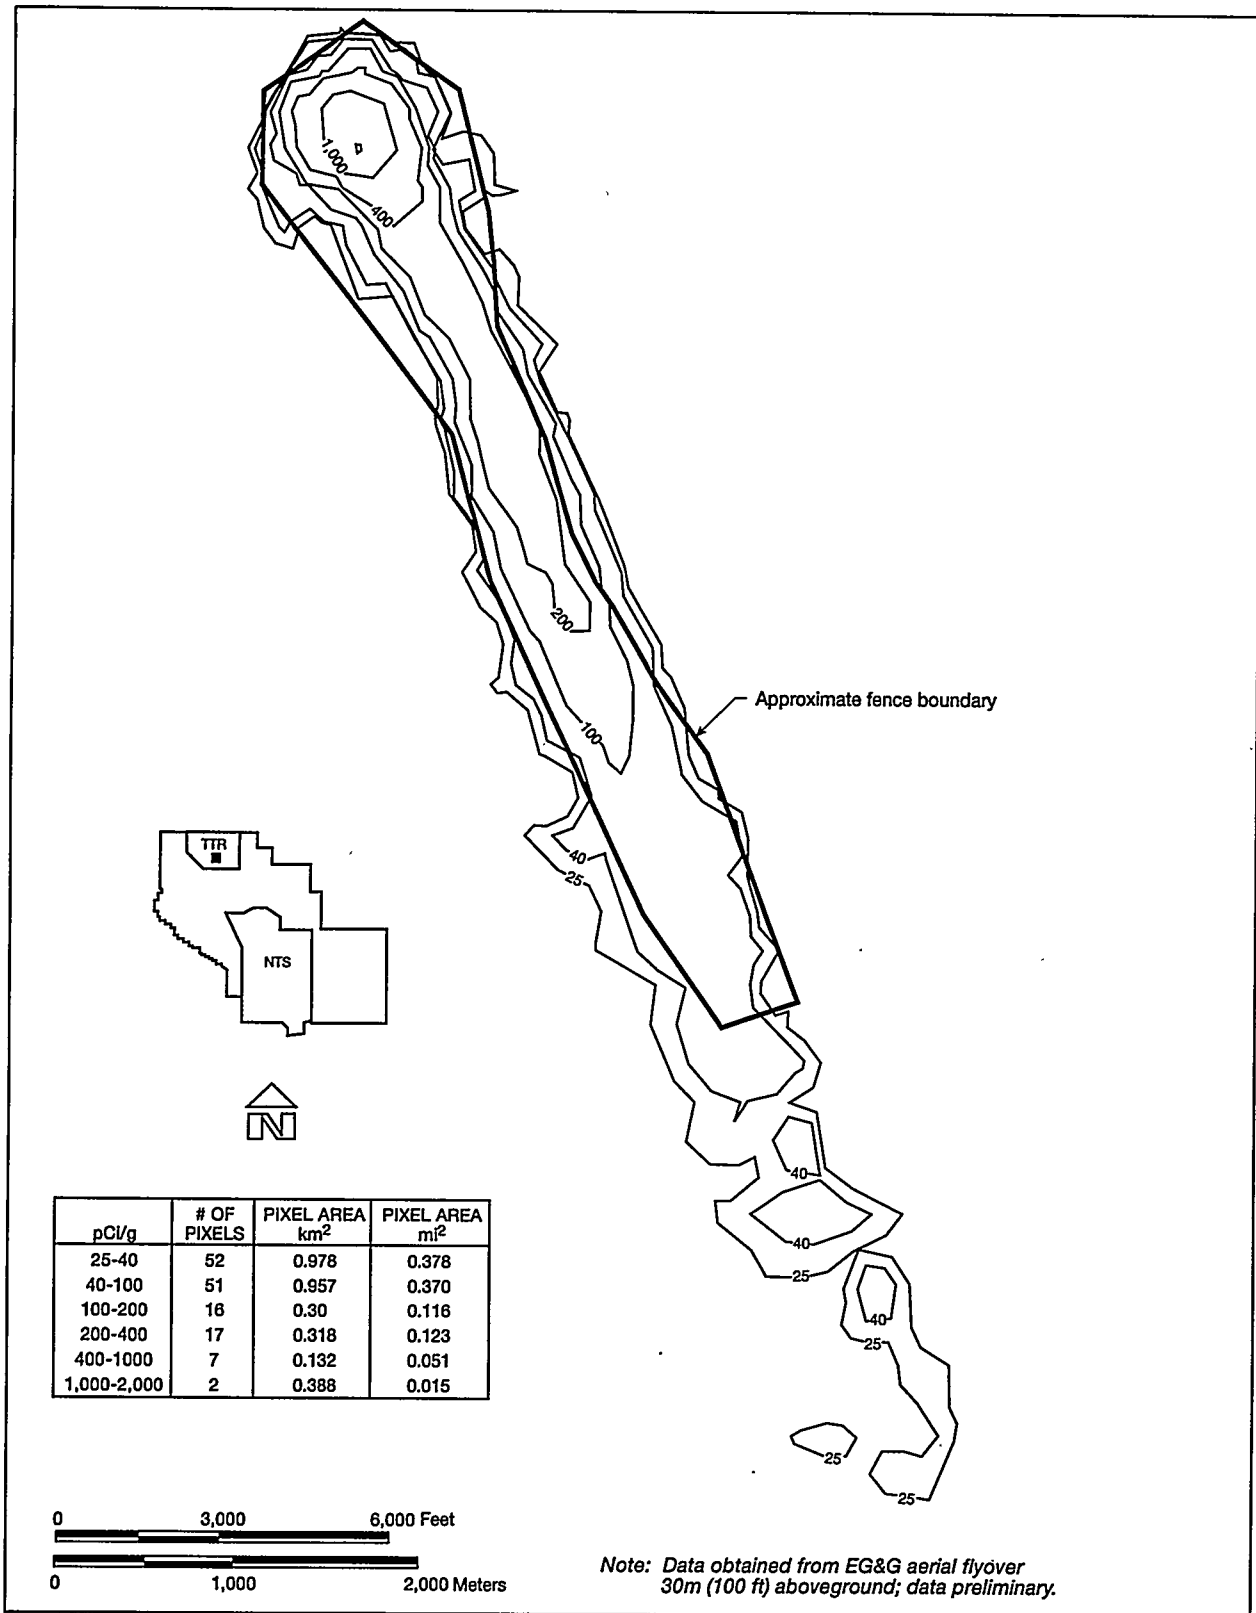 1,000
400
200
Approximate fence boundary
100
TTR
40
25
NTS
N
40
40
25
40
25
25
25
pCi/g # OF PIXELS PIXEL AREA km² PIXEL AREA mi²
25-40 52 0.978 0.378
40-100 51 0.957 0.370
100-200 16 0.30 0.116
200-400 17 0.318 0.123
400-1000 7 0.132 0.051
1,000-2,000 2 0.388 0.015
0 3,000 6,000 Feet
0 1,000 2,000 Meters
Note: Data obtained from EG&G aerial flyover
30m (100 ft) aboveground; data preliminary.